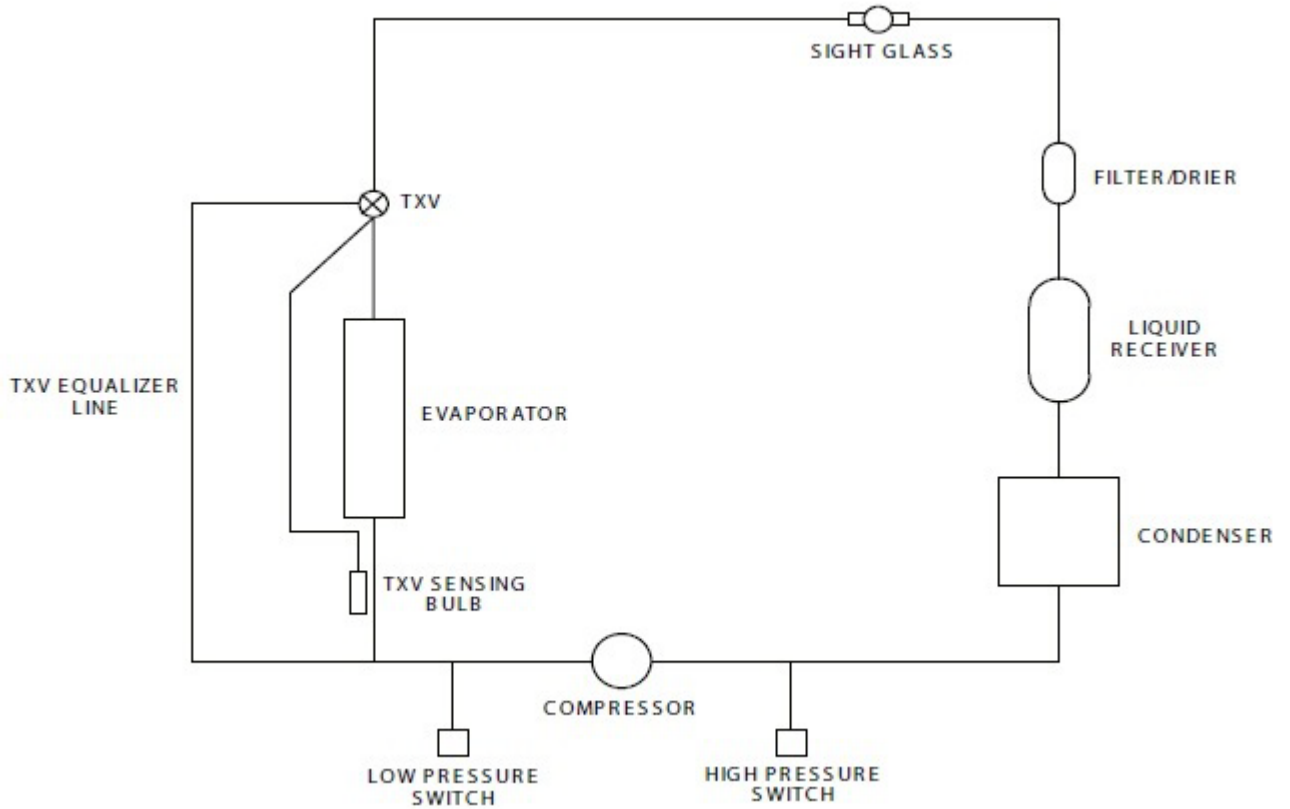 SIGHT GLASS
FILTER/DRIER
TXV
LIQUID
RECEIVER
TXV EQUALIZER
LINE
EVAPORATOR
CONDENSER
TXV SENSING
BULB
COMPRESSOR
LOW PRESSURE
SWITCH
HIGH PRESSURE
SWITCH